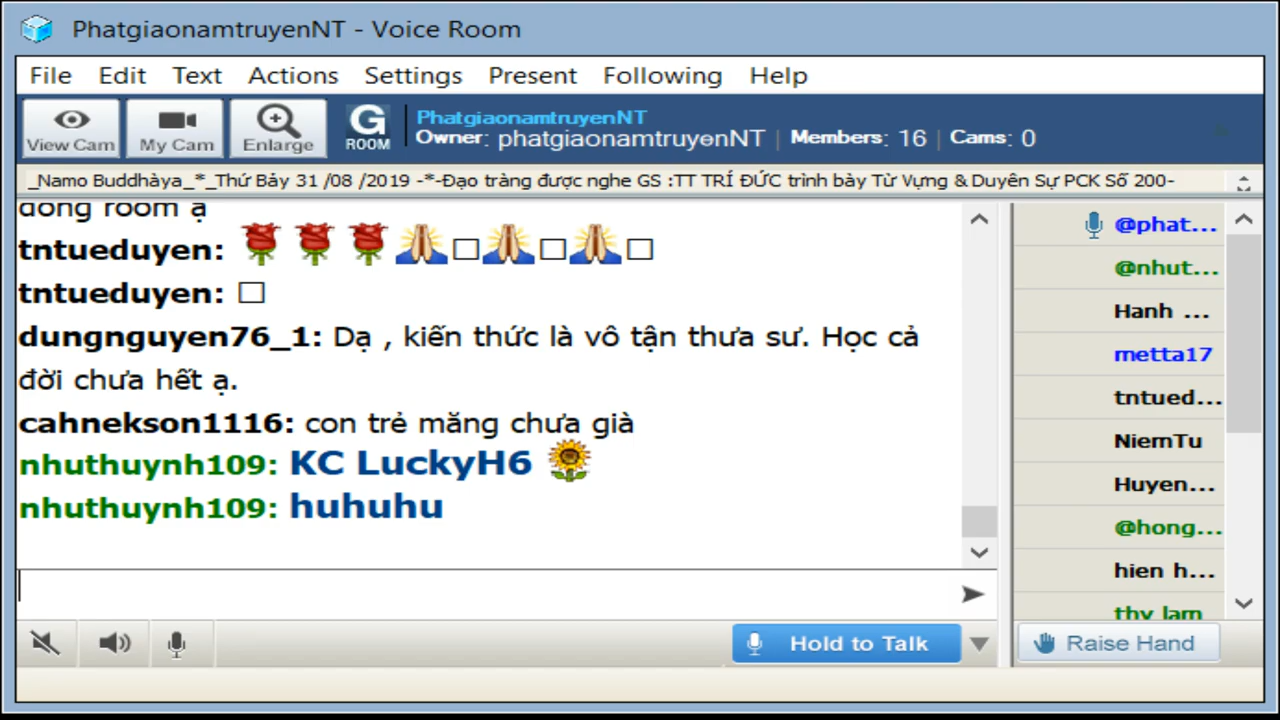 PhatgiaonamtruyenNT - Voice Room
File Edit Text Actions Settings Present Following Help
View Cam My Cam Enlarge G ROOM
PhatgiaonamtruyenNT
Owner: phatgiaonamtruyenNT | Members: 16 | Cams: 0
_Namo Buddhàya_*_Thứ Bảy 31 /08 /2019 -*-Đạo tràng được nghe GS :TT TRÍ ĐỨC trình bày Từ Vựng & Duyên Sự PCK Số 200-
đóng room ạ
tntueduyen:
tntueduyen:
dungnguyen76_1: Dạ , kiến thức là vô tận thưa sư. Học cả
đời chưa hết ạ.
cahnekson1116: con trẻ măng chưa già
nhuthuynh109: KC LuckyH6
nhuthuynh109: huhuhu
@phat...
@nhut...
Hanh ...
metta17
tntued...
NiemTu
Huyen...
@hong...
hien h...
thy lam
Hold to Talk
Raise Hand